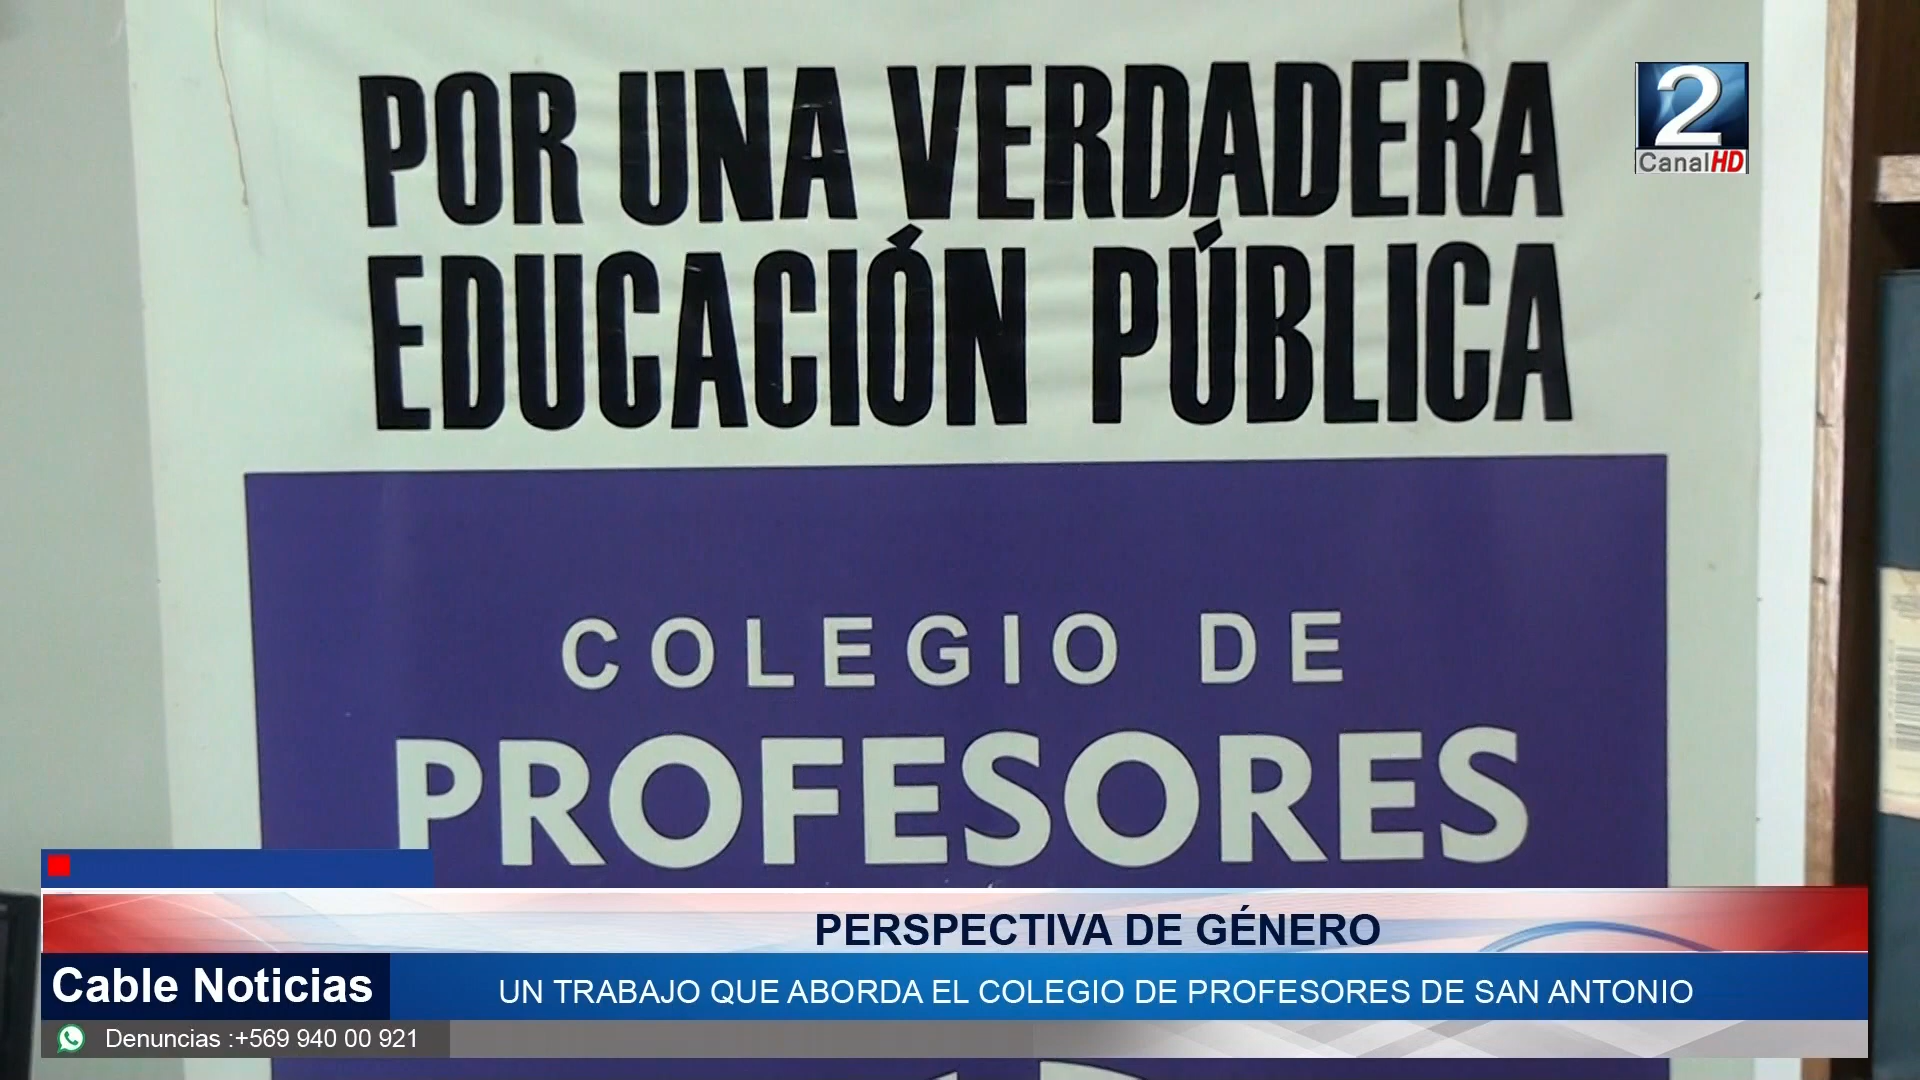 POR UNA VERDADERA
EDUCACIÓN PÚBLICA
2
CanalHD
COLEGIO DE
PROFESORES
PERSPECTIVA DE GÉNERO
Cable Noticias
UN TRABAJO QUE ABORDA EL COLEGIO DE PROFESORES DE SAN ANTONIO
Denuncias :+569 940 00 921